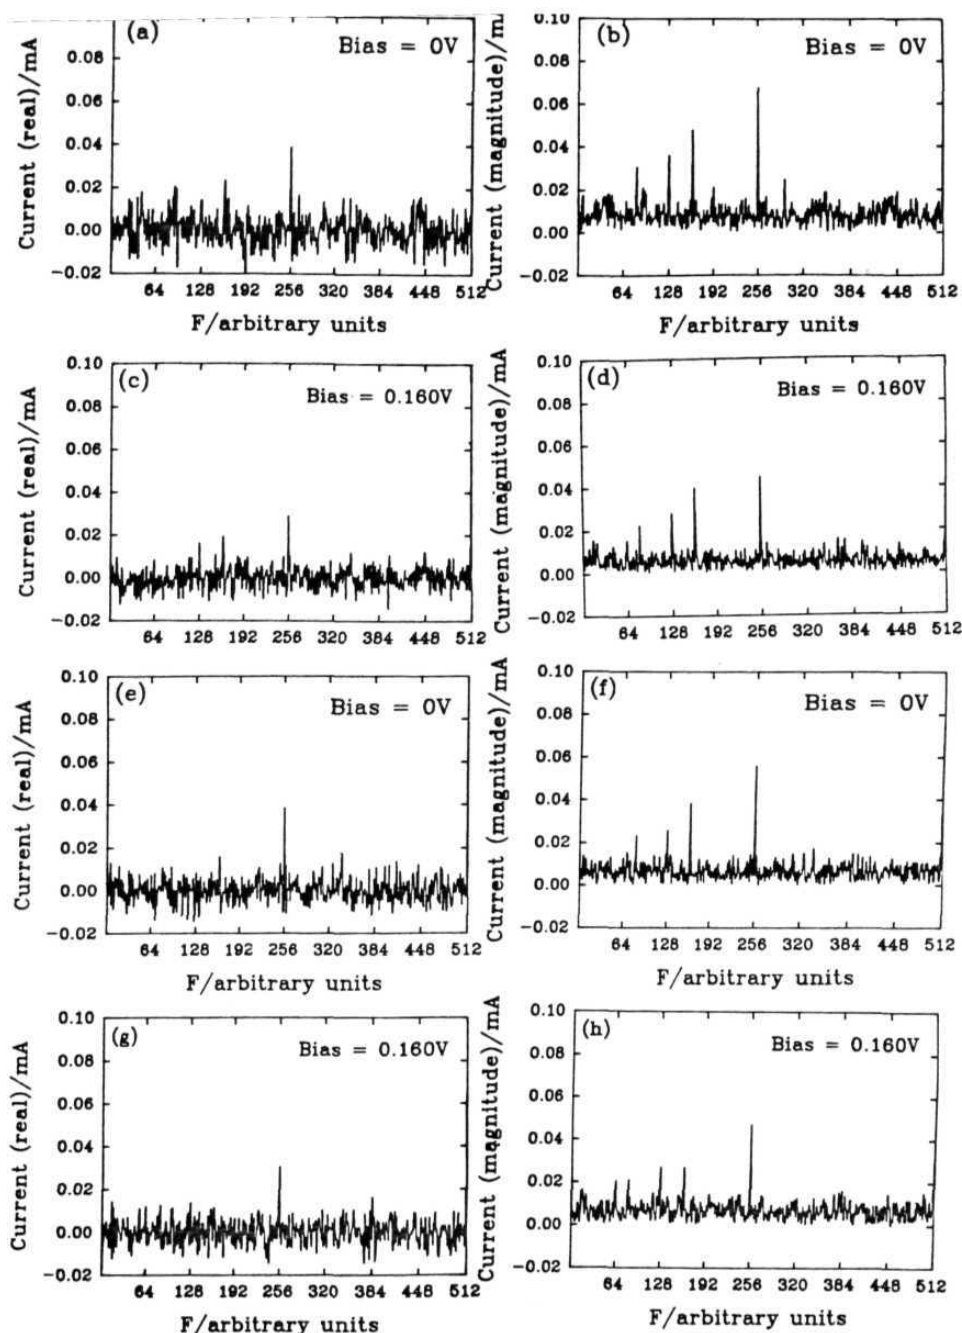 (a)
Bias = 0V
Current (real)/mA
0.08
0.06
0.04
0.02
0.00
−0.02
64 128 192 256 320 384 448 512
F/arbitrary units
(b)
Bias = 0V
Current (magnitude)/
0.10
0.08
0.06
0.04
0.02
0.00
−0.02
64 128 192 256 320 384 448 512
F/arbitrary units
(c)
Bias = 0.160V
Current (real)/mA
0.10
0.08
0.06
0.04
0.02
0.00
−0.02
64 128 192 256 320 384 448 512
(d)
Bias = 0.160V
Current (magnitude)/mA
0.10
0.08
0.06
0.04
0.02
0.00
−0.02
64 128 192 256 320 384 448 512
(e)
Bias = 0V
Current (real)/mA
0.10
0.08
0.06
0.04
0.02
0.00
−0.02
64 128 192 256 320 384 448 512
F/arbitrary units
(f)
Bias = 0V
Current (magnitude)/mA
0.10
0.08
0.06
0.04
0.02
0.00
−0.02
64 128 192 256 320 384 448 512
F/arbitrary units
(g)
Bias = 0.160V
Current (real)/mA
0.10
0.08
0.06
0.04
0.02
0.00
−0.02
64 128 192 256 320 384 448 512
F/arbitrary units
(h)
Bias = 0.160V
Current (magnitude)/mA
0.10
0.08
0.06
0.04
0.02
0.00
−0.02
64 128 192 256 320 384 448 512
F/arbitrary units